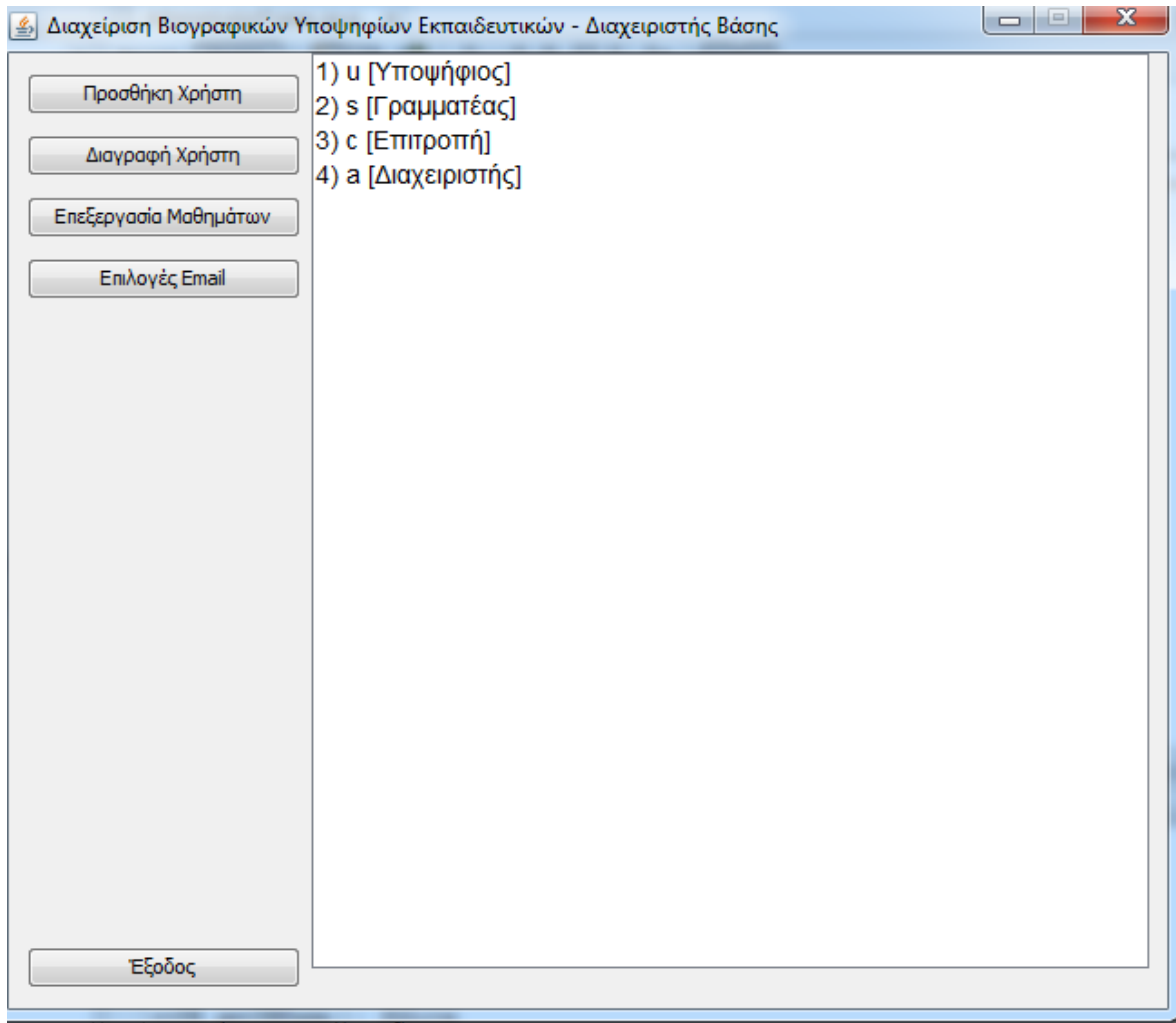 Διαχείριση Βιογραφικών Υποψηφίων Εκπαιδευτικών - Διαχειριστής Βάσης
Προσθήκη Χρήστη
Διαγραφή Χρήστη
Επεξεργασία Μαθημάτων
Επιλογές Email
Έξοδος
1) u [Υποψήφιος]
2) s [Γραμματέας]
3) c [Επιτροπή]
4) a [Διαχειριστής]